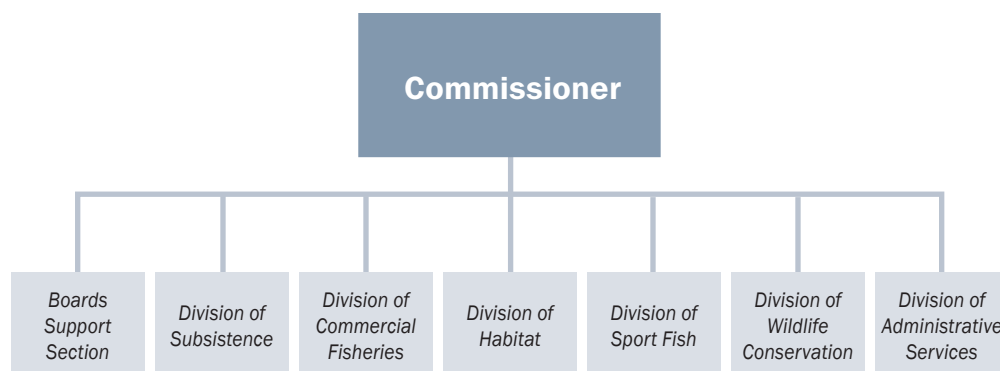 Commissioner
Boards
Support
Section
Division of
Subsistence
Division of
Commercial
Fisheries
Division of
Habitat
Division of
Sport Fish
Division of
Wildlife
Conservation
Division of
Administrative
Services